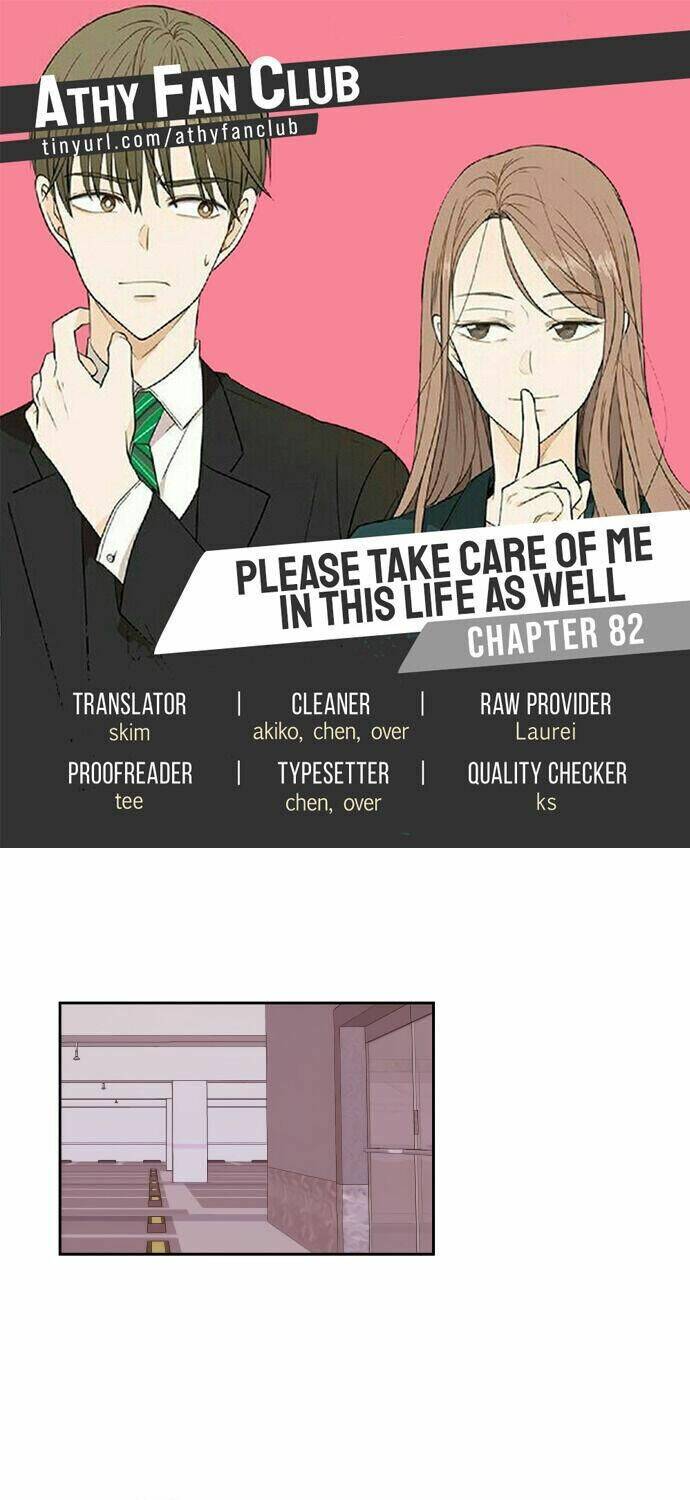 ATHY FAN CLUB
tinyurl.com/athyfanclub
PLEASE TAKE CARE OF ME
IN THIS LIFE AS WELL
CHAPTER 82
TRANSLATOR | CLEANER | RAW PROVIDER
skim akiko, chen, over Laurei
PROOFREADER | TYPESETTER | QUALITY CHECKER
tee chen, over ks